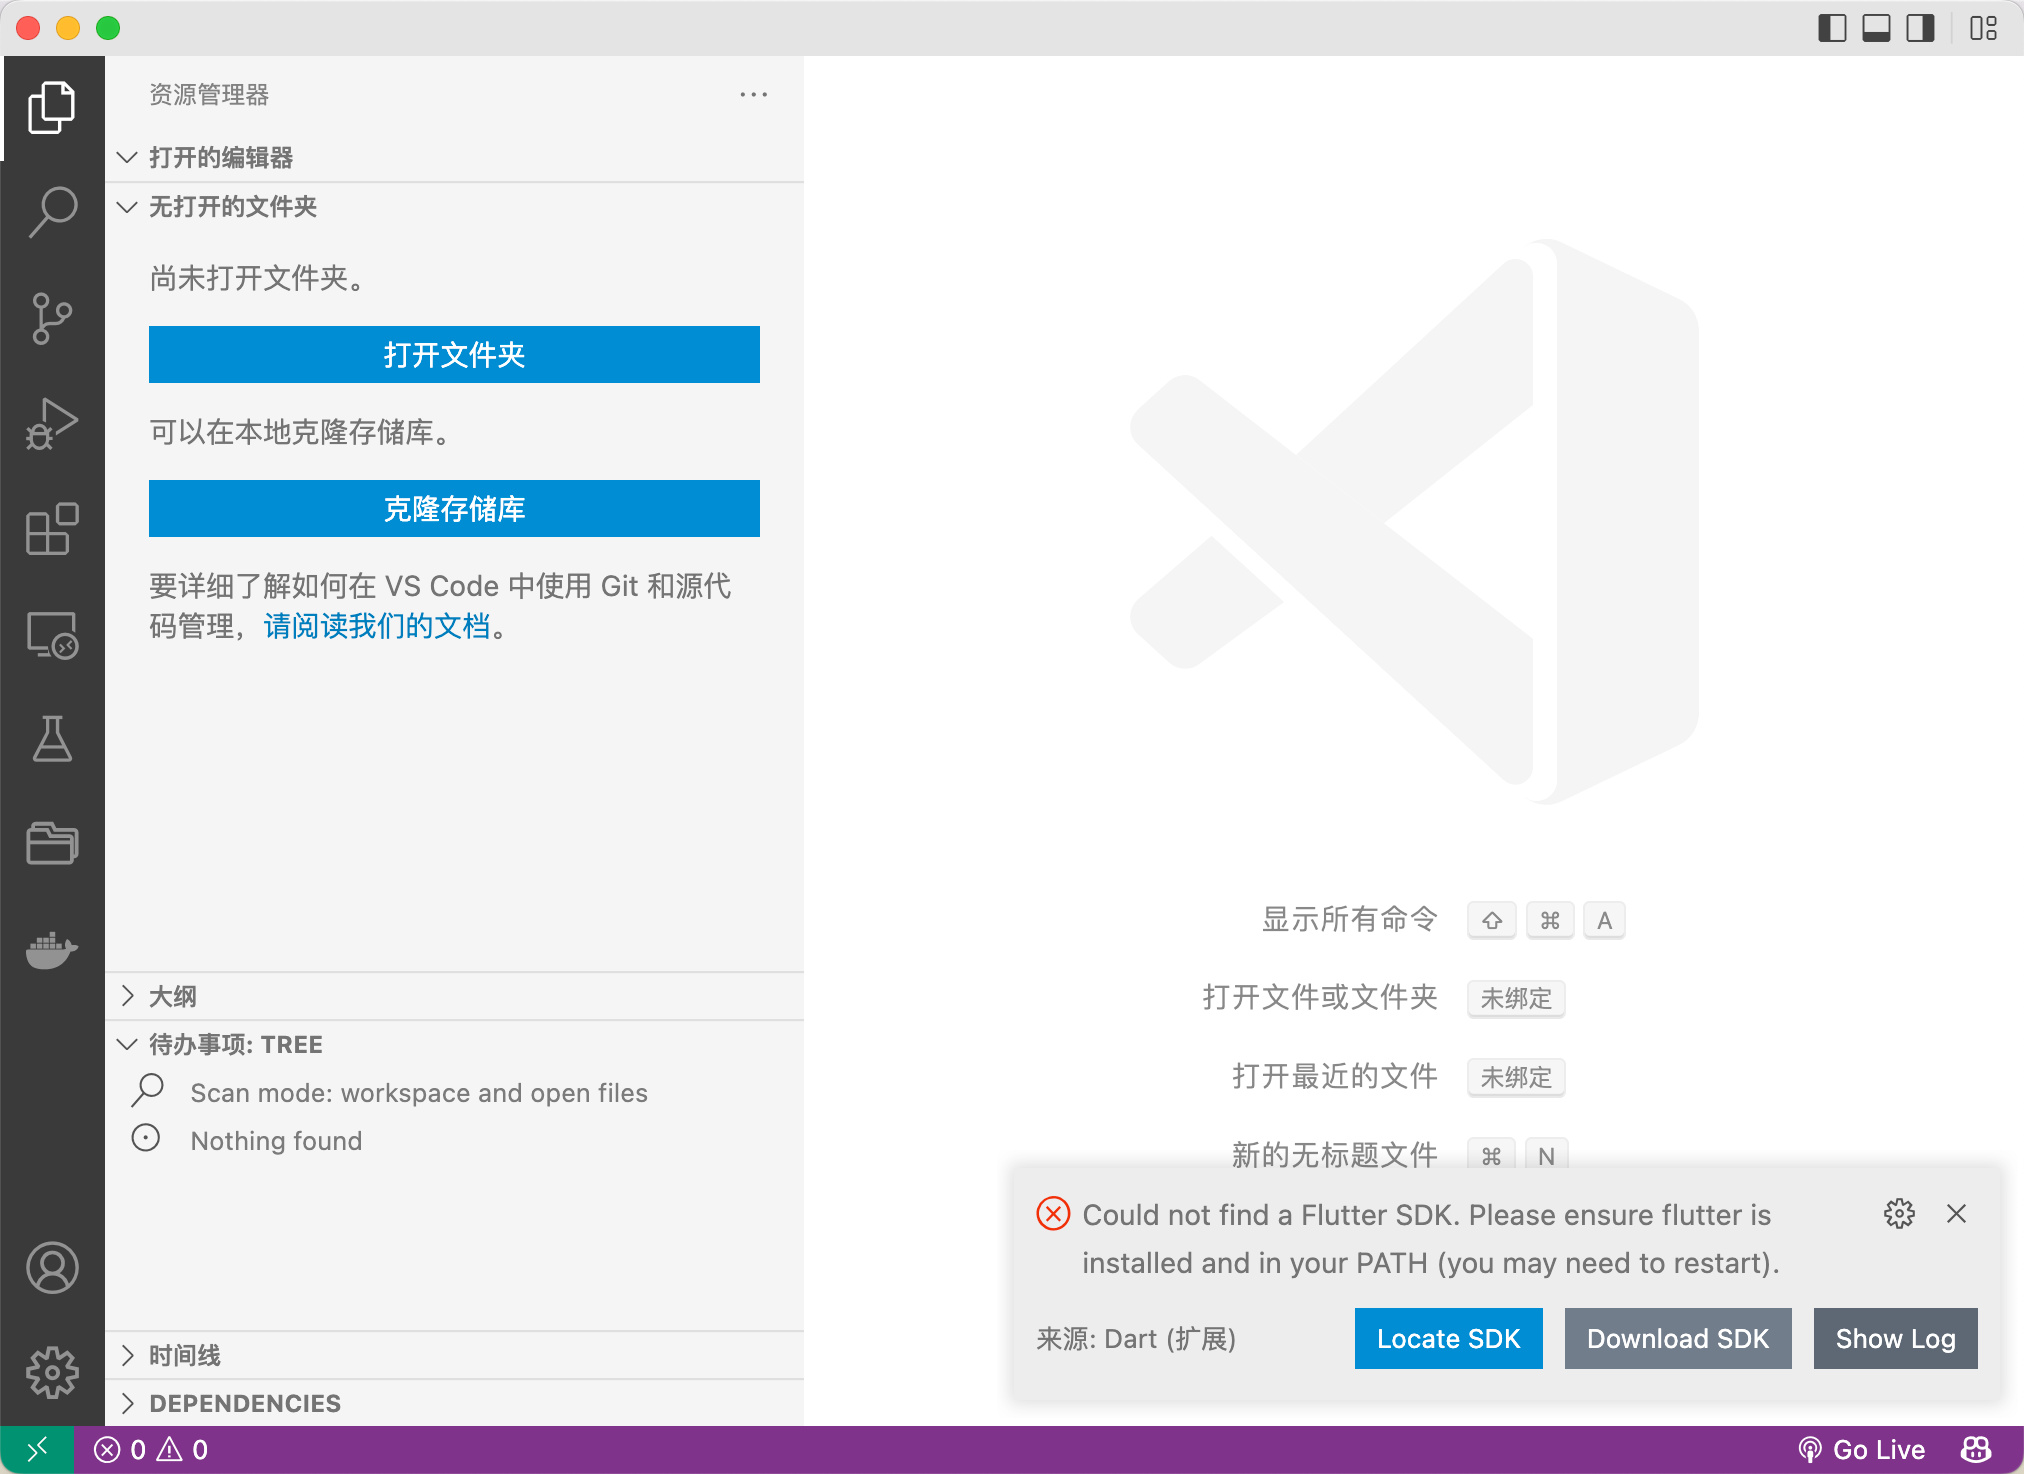 资源管理器
打开的编辑器
无打开的文件夹
尚未打开文件夹。
打开文件夹
可以在本地克隆存储库。
克隆存储库
要详细了解如何在 VS Code 中使用 Git 和源代
码管理，请阅读我们的文档。
大纲
待办事项: TREE
Scan mode: workspace and open files
Nothing found
时间线
DEPENDENCIES
显示所有命令 ⇧ ⌘ A
打开文件或文件夹 未绑定
打开最近的文件 未绑定
新的无标题文件 ⌘ N
Could not find a Flutter SDK. Please ensure flutter is
installed and in your PATH (you may need to restart).
来源: Dart (扩展) Locate SDK Download SDK Show Log
0 0 Go Live